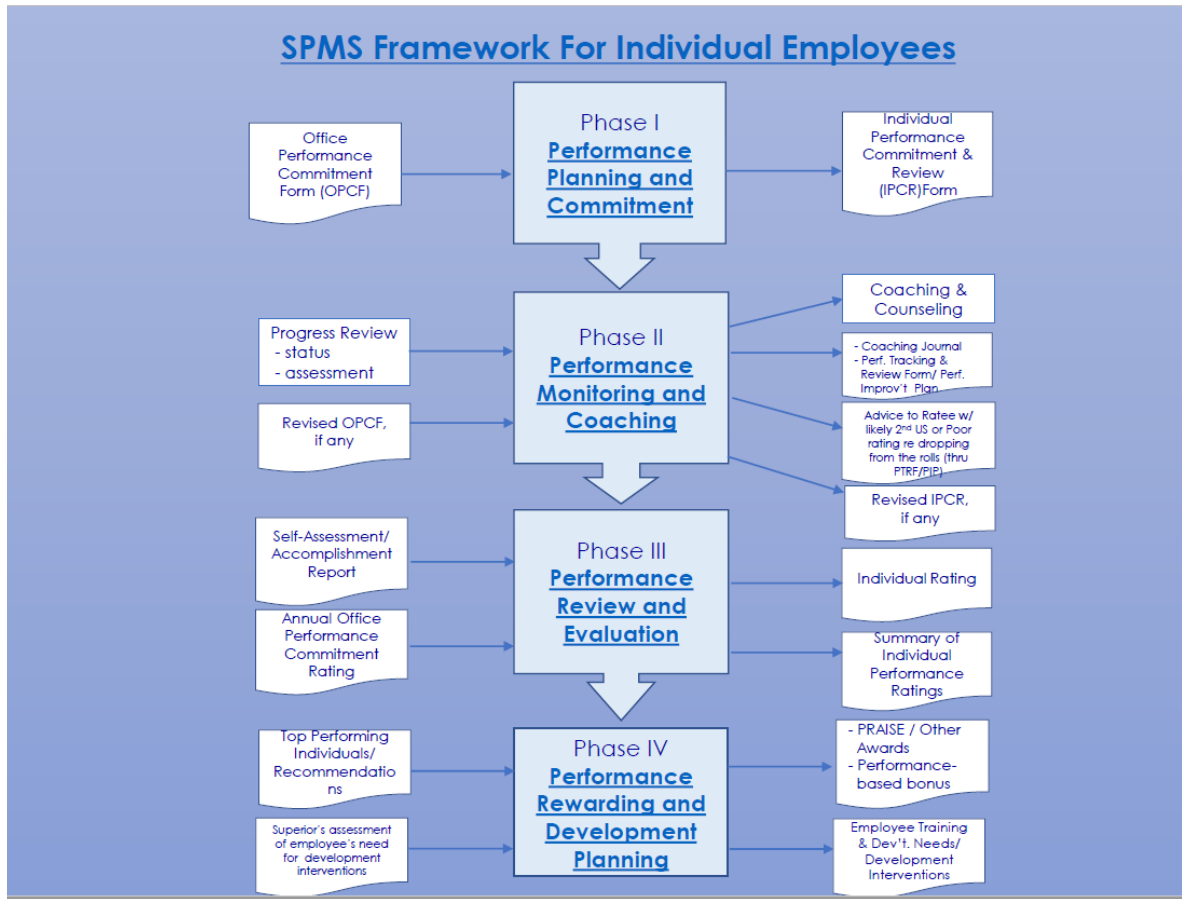 SPMS Framework For Individual Employees
Office
Performance
Commitment
Form (OPCF)
Phase I
Performance
Planning and
Commitment
Individual
Performance
Commitment &
Review
(IPCR)Form
Progress Review
- status
- assessment
Revised OPCF,
if any
Phase II
Performance
Monitoring and
Coaching
Coaching &
Counseling
- Coaching Journal
- Perf. Tracking &
Review Form/ Perf.
Improv't Plan
Advice to Ratee w/
likely 2nd US or Poor
rating re dropping
from the rolls (thru
PTRF/PIP)
Revised IPCR,
if any
Self-Assessment/
Accomplishment
Report
Annual Office
Performance
Commitment
Rating
Phase III
Performance
Review and
Evaluation
Individual Rating
Summary of
Individual
Performance
Ratings
Top Performing
Individuals/
Recommendatio
ns
Superior's assessment
of employee's need
for development
interventions
Phase IV
Performance
Rewarding and
Development
Planning
- PRAISE / Other
Awards
- Performance-
based bonus
Employee Training
& Dev't. Needs/
Development
Interventions